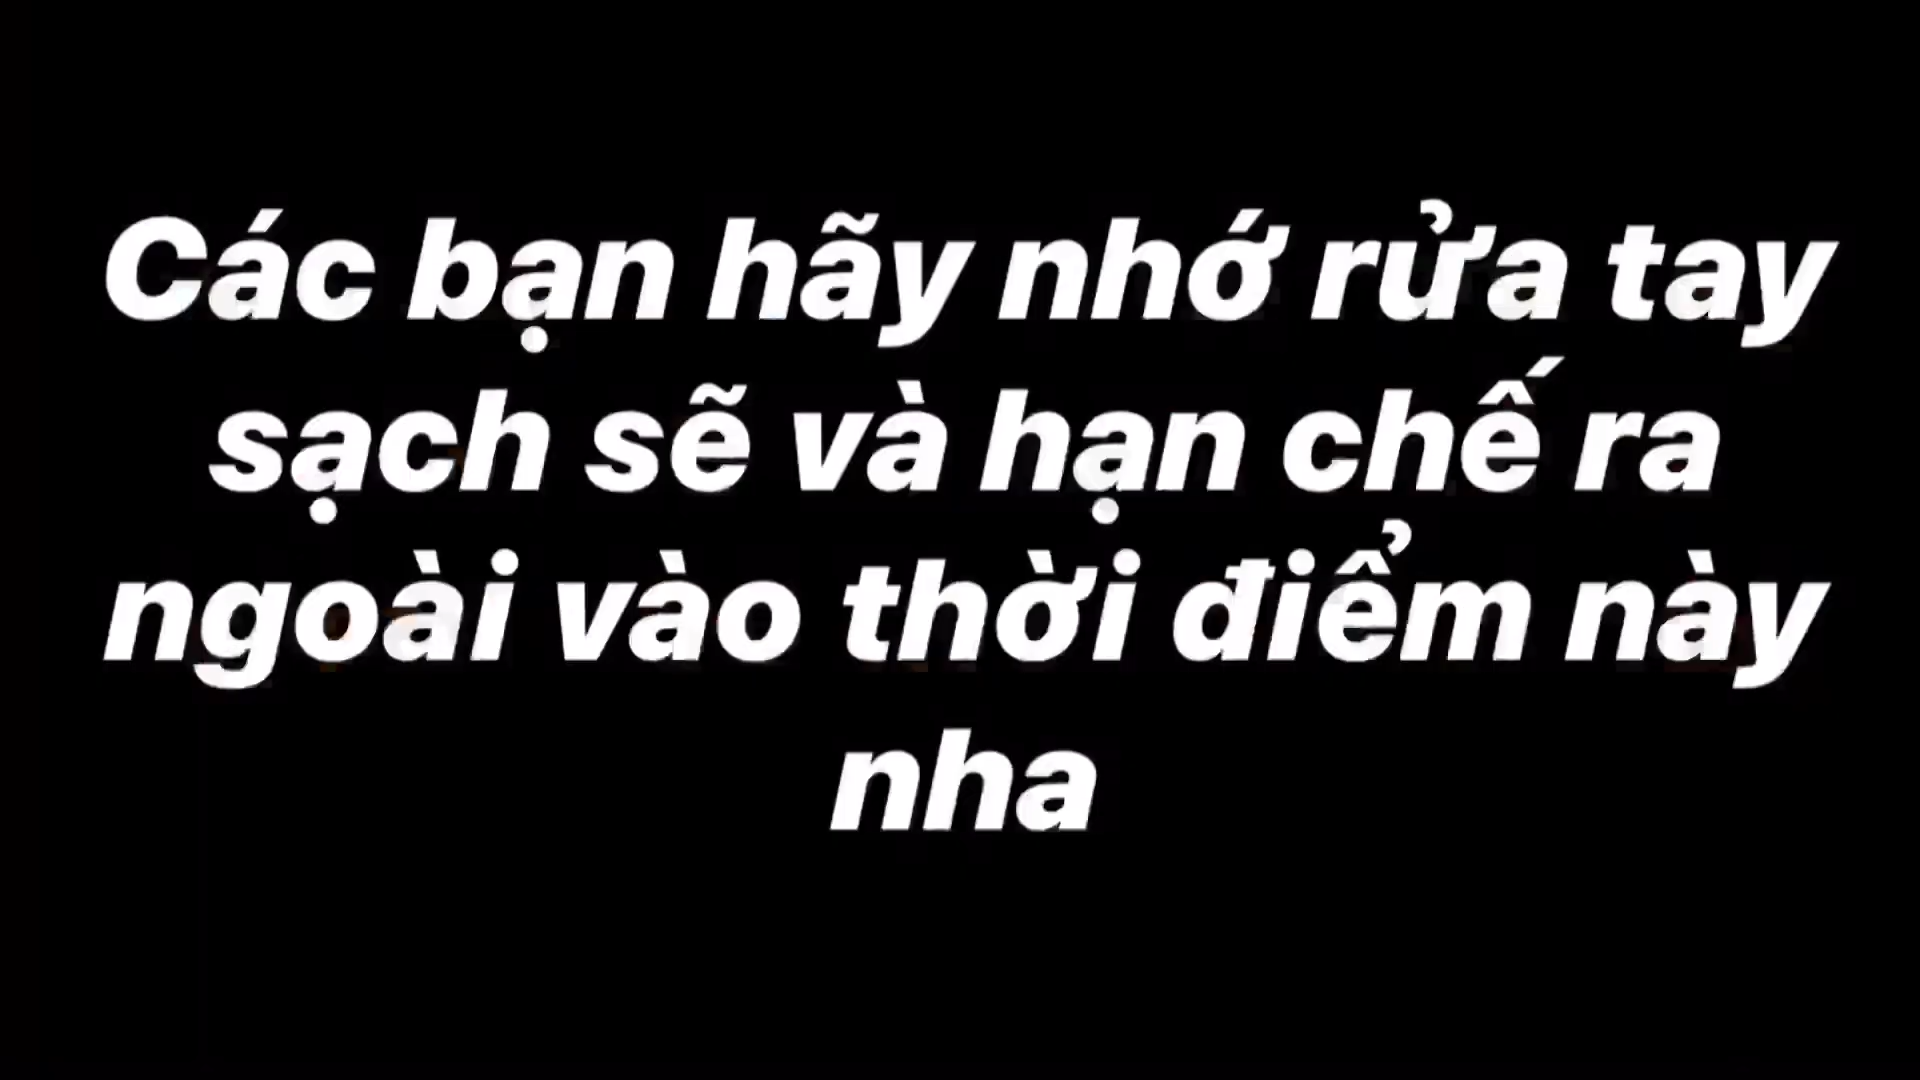 Các bạn hãy nhớ rửa tay
sạch sẽ và hạn chế ra
ngoài vào thời điểm này
nha